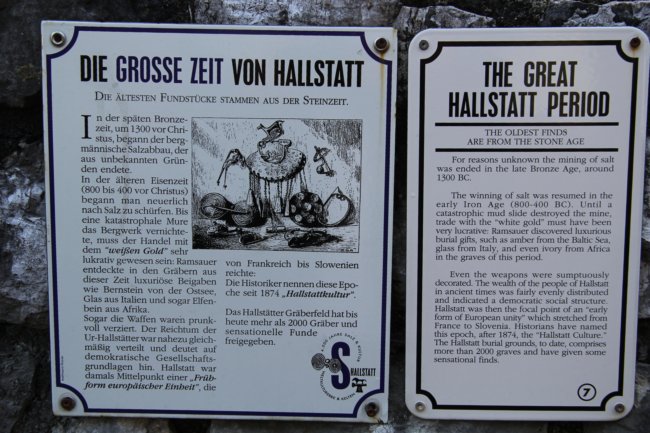 DIE GROSSE ZEIT VON HALLSTATT
DIE ÄLTESTEN FUNDSTÜCKE STAMMEN AUS DER STEINZEIT.
In der späten Bronze-
zeit, um 1300 vor Chri-
stus, begann der berg-
männische Salzabbau, der
aus unbekannten Grün-
den endete.
In der älteren Eisenzeit
(800 bis 400 vor Christus)
begann man neuerlich
nach Salz zu schürfen. Bis
eine katastrophale Mure
das Bergwerk vernichte-
te, muss der Handel mit
dem "weißen Gold" sehr
lukrativ gewesen sein: Ramsauer
entdeckte in den Gräbern aus
dieser Zeit luxuriöse Beigaben
wie Bernstein von der Ostsee,
Glas aus Italien und sogar Elfen-
bein aus Afrika.
Sogar die Waffen waren prunk-
voll verziert. Der Reichtum der
Ur-Hallstätter war nahezu gleich-
mäßig verteilt und deutet auf
demokratische Gesellschafts-
grundlagen hin. Hallstatt war
damals Mittelpunkt einer „Früh-
form europäischer Einheit", die
von Frankreich bis Slowenien
reichte:
Die Historiker nennen diese Epo-
che seit 1874 „Hallstattkultur".
Das Hallstätter Gräberfeld hat bis
heute mehr als 2000 Gräber und
sensationelle Funde
freigegeben.
S HALLSTATT
THE GREAT
HALLSTATT PERIOD
THE OLDEST FINDS
ARE FROM THE STONE AGE
For reasons unknown the mining of salt
was ended in the late Bronze Age, around
1300 BC.
The winning of salt was resumed in the
early Iron Age (800-400 BC). Until a
catastrophic mud slide destroyed the mine,
trade with the "white gold" must have been
very lucrative: Ramsauer discovered luxurious
burial gifts, such as amber from the Baltic Sea,
glass from Italy, and even ivory from Africa
in the graves of this period.
Even the weapons were sumptuously
decorated. The wealth of the people of Hallstatt
in ancient times was fairly evenly distributed
and indicated a democratic social structure.
Hallstatt was then the focal point of an "early
form of European unity" which stretched from
France to Slovenia. Historians have named
this epoch, after 1874, the "Hallstatt Culture."
The Hallstatt burial grounds, to date, comprises
more than 2000 graves and have given some
sensational finds.
7